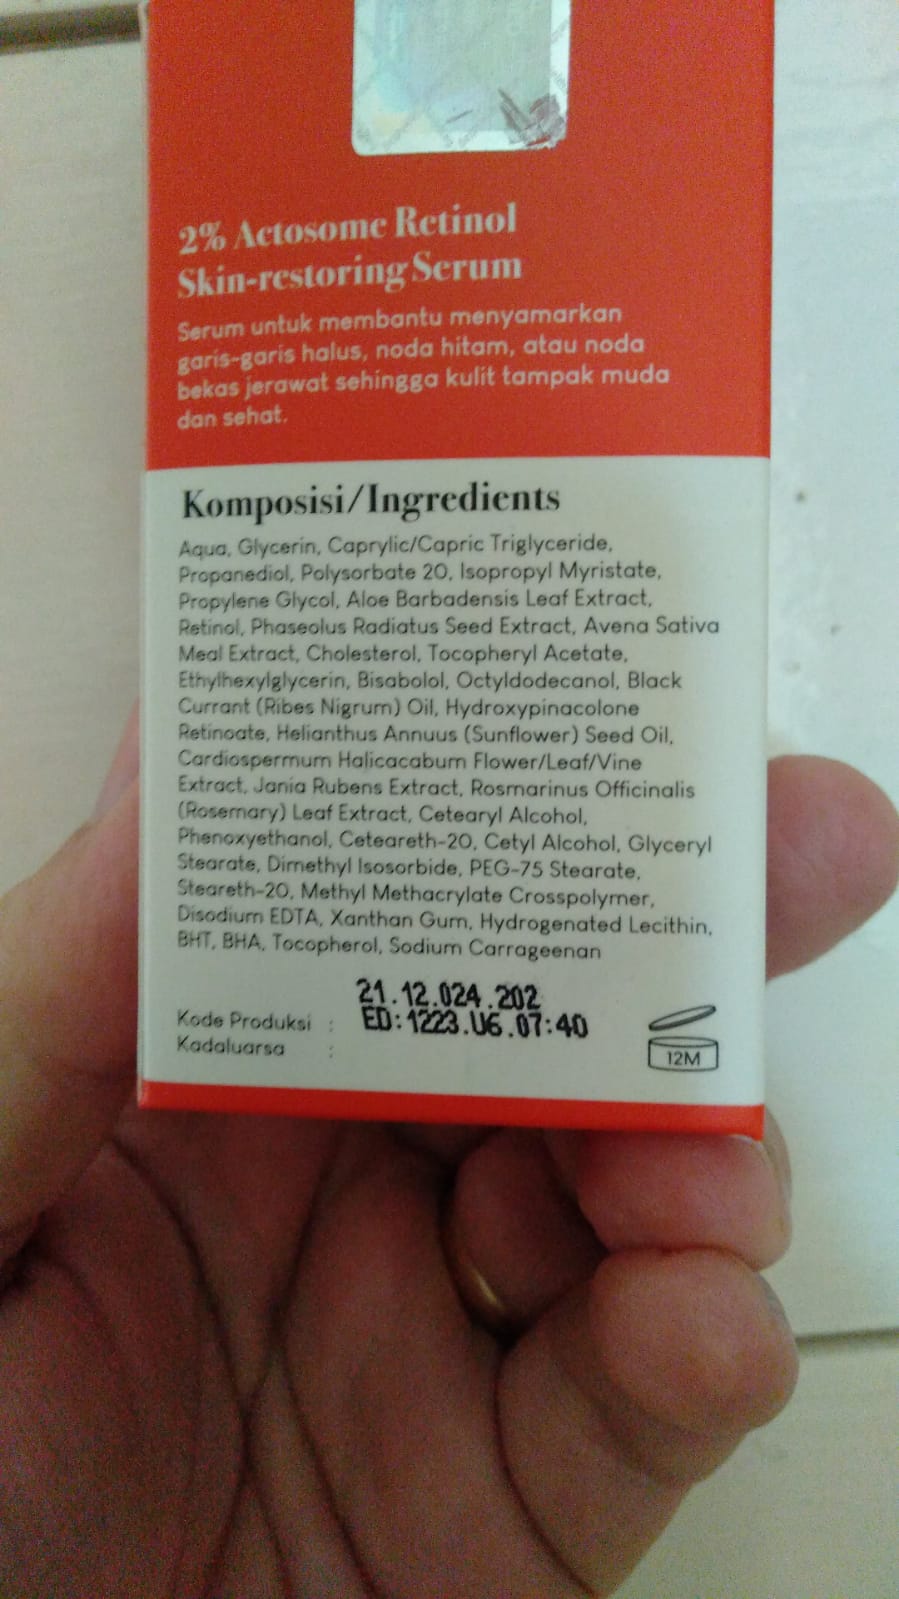 2% Actosome Retinol
Skin-restoring Serum
Serum untuk membantu menyamarkan
garis-garis halus, noda hitam, atau noda
bekas jerawat sehingga kulit tampak muda
dan sehat.
Komposisi/Ingredients
Aqua, Glycerin, Caprylic/Capric Triglyceride,
Propanediol, Polysorbate 20, Isopropyl Myristate,
Propylene Glycol, Aloe Barbadensis Leaf Extract,
Retinol, Phaseolus Radiatus Seed Extract, Avena Sativa
Meal Extract, Cholesterol, Tocopheryl Acetate,
Ethylhexylglycerin, Bisabolol, Octyldodecanol, Black
Currant (Ribes Nigrum) Oil, Hydroxypinacolone
Retinoate, Helianthus Annuus (Sunflower) Seed Oil,
Cardiospermum Halicacabum Flower/Leaf/Vine
Extract, Jania Rubens Extract, Rosmarinus Officinalis
(Rosemary) Leaf Extract, Cetearyl Alcohol,
Phenoxyethanol, Ceteareth-20, Cetyl Alcohol, Glyceryl
Stearate, Dimethyl Isosorbide, PEG-75 Stearate,
Steareth-20, Methyl Methacrylate Crosspolymer,
Disodium EDTA, Xanthan Gum, Hydrogenated Lecithin,
BHT, BHA, Tocopherol, Sodium Carrageenan
21.12.024.202
Kode Produksi : ED:1223.U6.07:40
Kadaluarsa :
12M